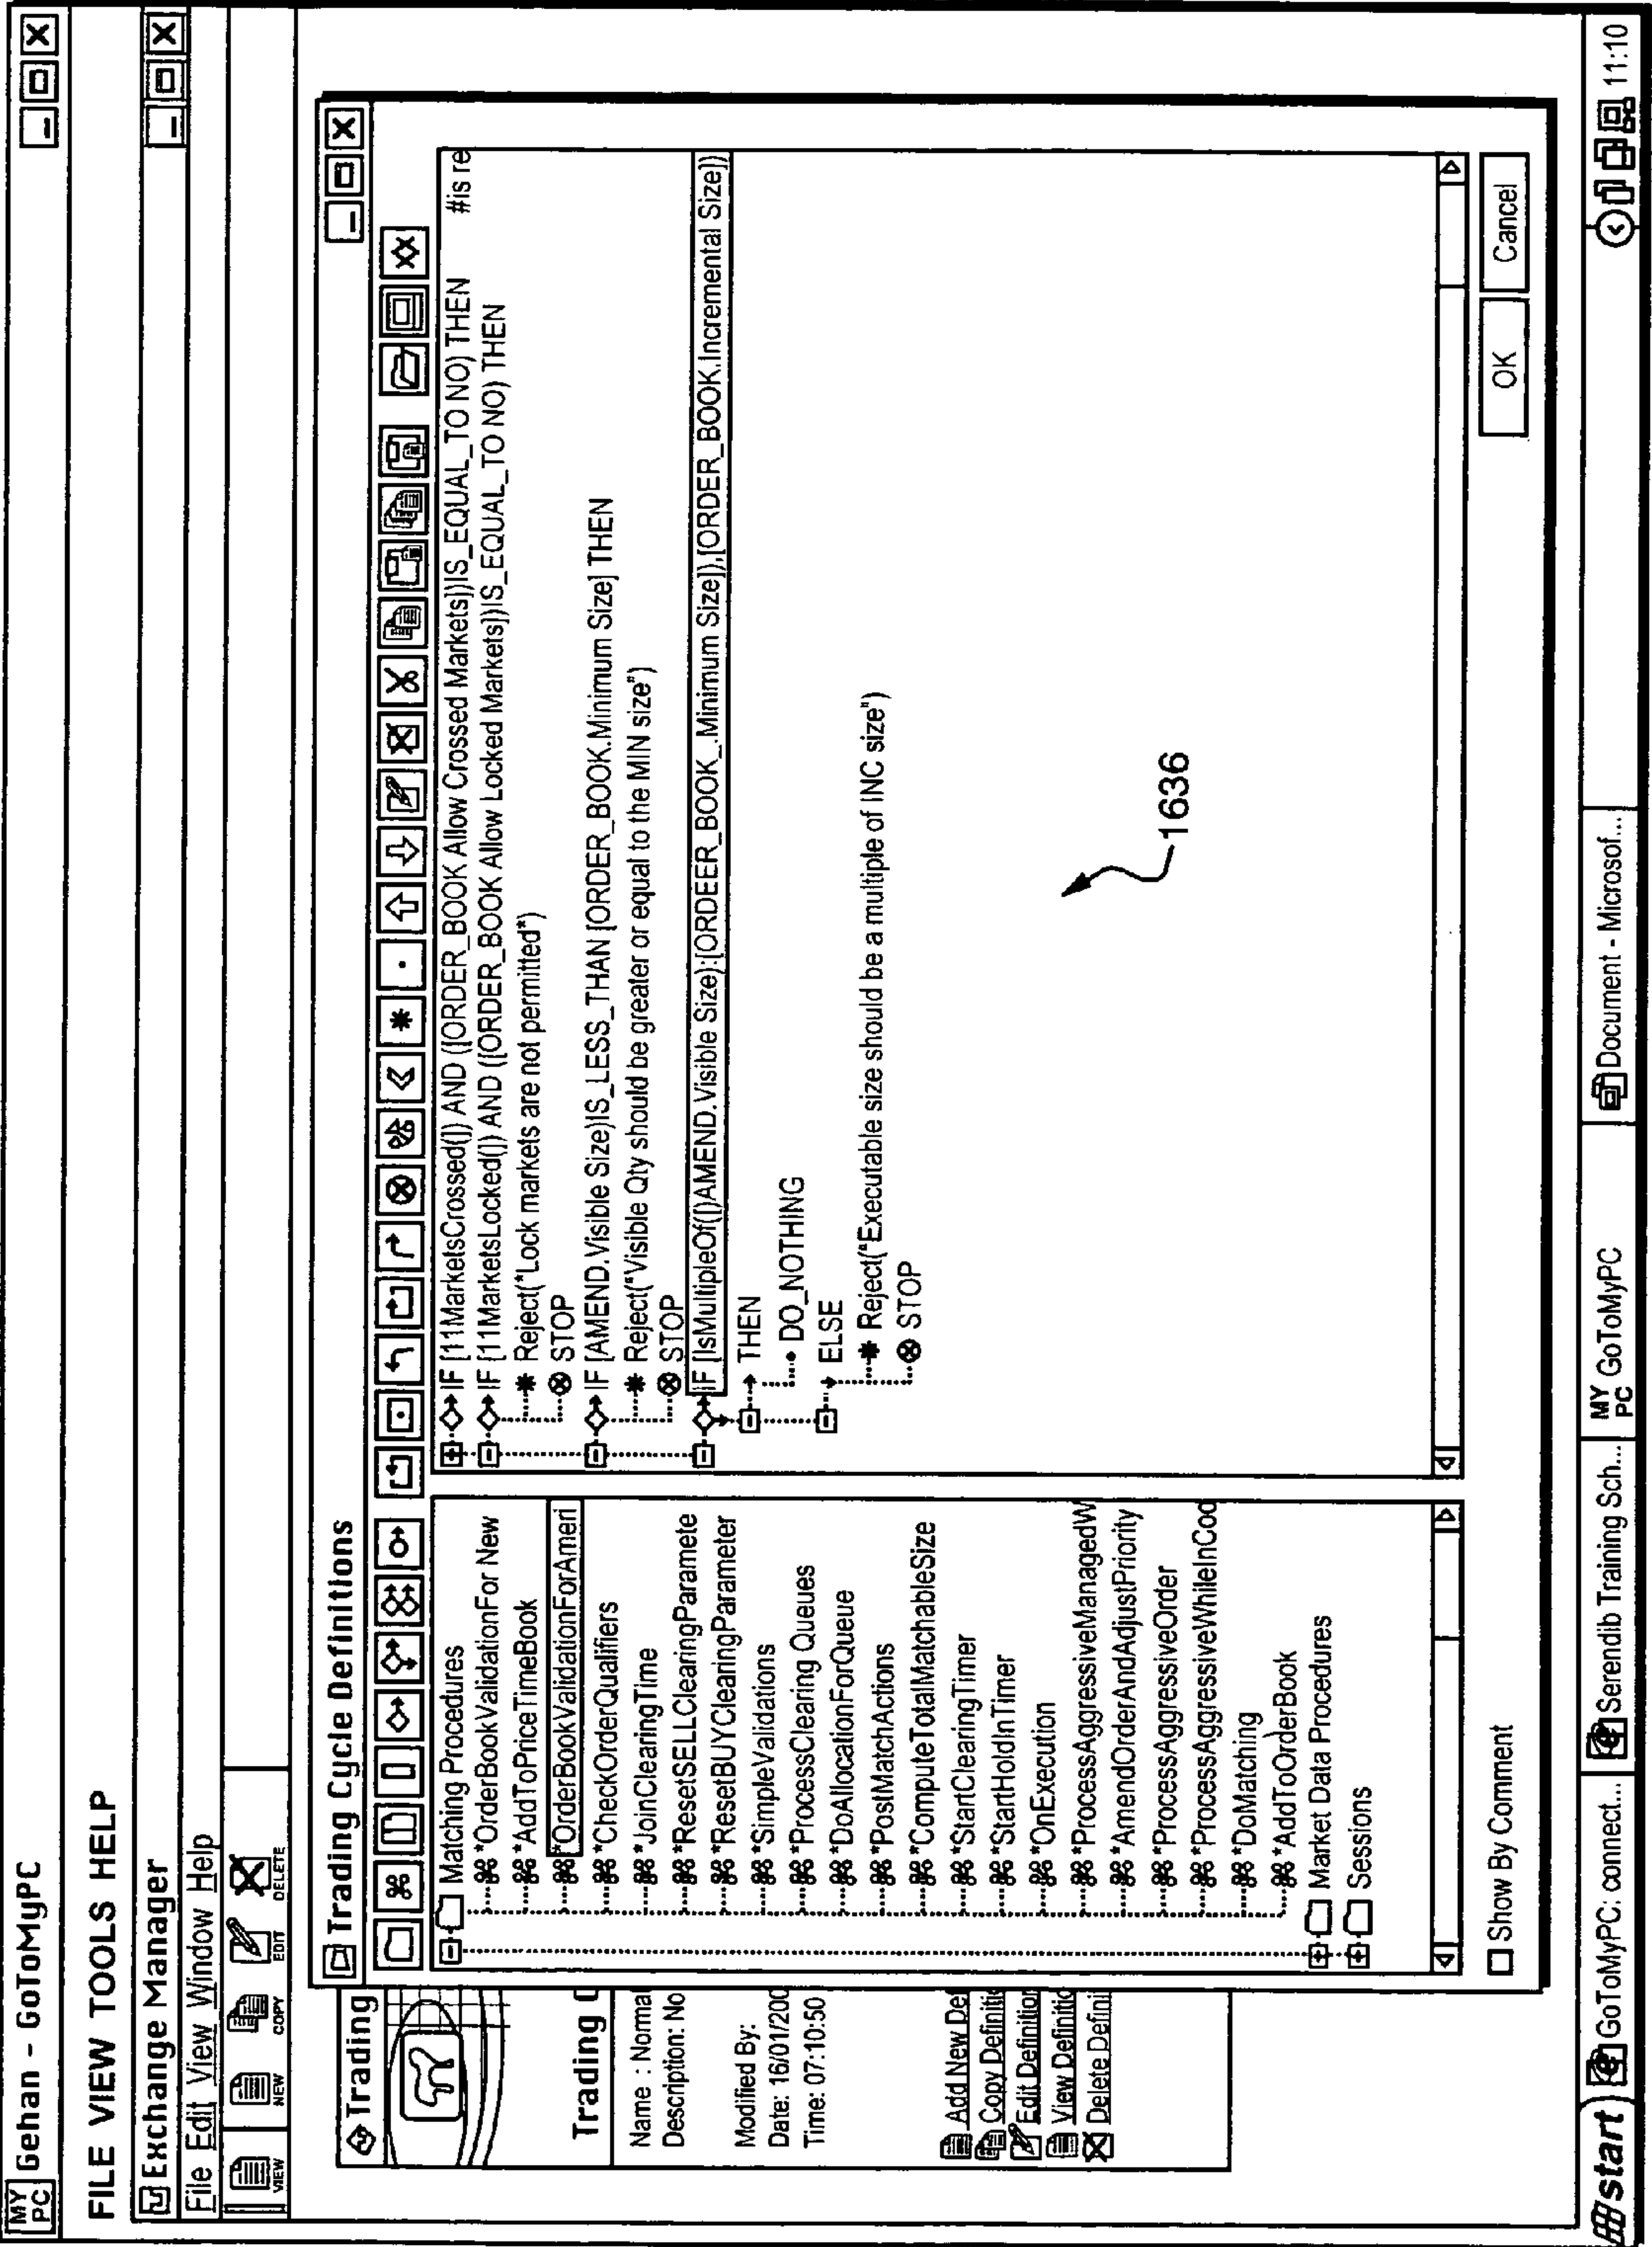 MY PC Gehan - GoToMyPC
FILE VIEW TOOLS HELP
Exchange Manager
File Edit View Window Help
VIEW NEW COPY EDIT DELETE
Trading
Trading C
Name : Normal
Description: No
Modified By:
Date: 16/01/200
Time: 07:10:50
Add New Def
Copy Definitio
Edit Definition
View Definitio
Delete Defini
Trading Cycle Definitions
Matching Procedures
*OrderBookValidationFor New
*AddToPriceTimeBook
*OrderBookValidationForAmeri
*CheckOrderQualifiers
*JoinClearingTime
*ResetSELLClearingParamete
*ResetBUYClearingParameter
*SimpleValidations
*ProcessClearing Queues
*DoAllocationForQueue
*PostMatchActions
*ComputeTotalMatchableSize
*StartClearingTimer
*StartHoldInTimer
*OnExecution
*ProcessAggressiveManagedW
*AmendOrderAndAdjustPriority
*ProcessAggressiveOrder
*ProcessAggressiveWhileInCoo
*DoMatching
*AddToOrderBook
Market Data Procedures
Sessions
IF [11MarketsCrossed(]) AND ([ORDER_BOOK Allow Crossed Markets])IS_EQUAL_TO NO) THEN #is re
IF [11MarketsLocked(]) AND ([ORDER_BOOK Allow Locked Markets])IS_EQUAL_TO NO) THEN
Reject("Lock markets are not permitted")
STOP
IF [AMEND.Visible Size)IS_LESS_THAN [ORDER_BOOK.Minimum Size] THEN
Reject("Visible Qty should be greater or equal to the MIN size")
STOP
IF [IsMultipleOf([)AMEND.Visible Size):[ORDEER_BOOK_.Minimum Size]),[ORDER_BOOK.Incremental Size])
THEN
DO_NOTHING
ELSE
Reject("Executable size should be a multiple of INC size")
STOP
1636
Show By Comment
OK Cancel
start GoToMyPC: connect... Serendib Training Sch... MY PC GoToMyPC Document - Microsof... 11:10